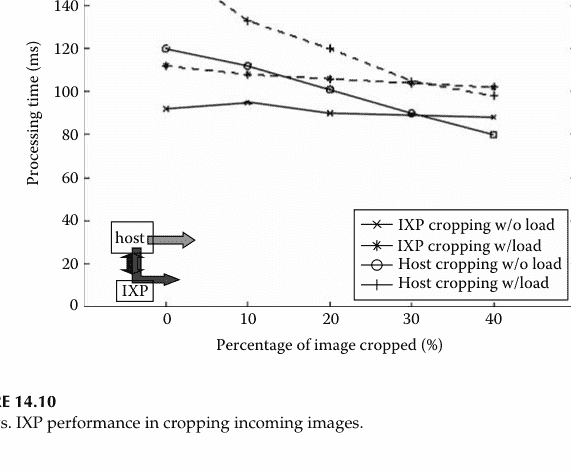 140
120
100
80
60
40
20
0
Processing time (ms)
host
IXP
IXP cropping w/o load
IXP cropping w/load
Host cropping w/o load
Host cropping w/load
0 10 20 30 40
Percentage of image cropped (%)
RE 14.10
s. IXP performance in cropping incoming images.